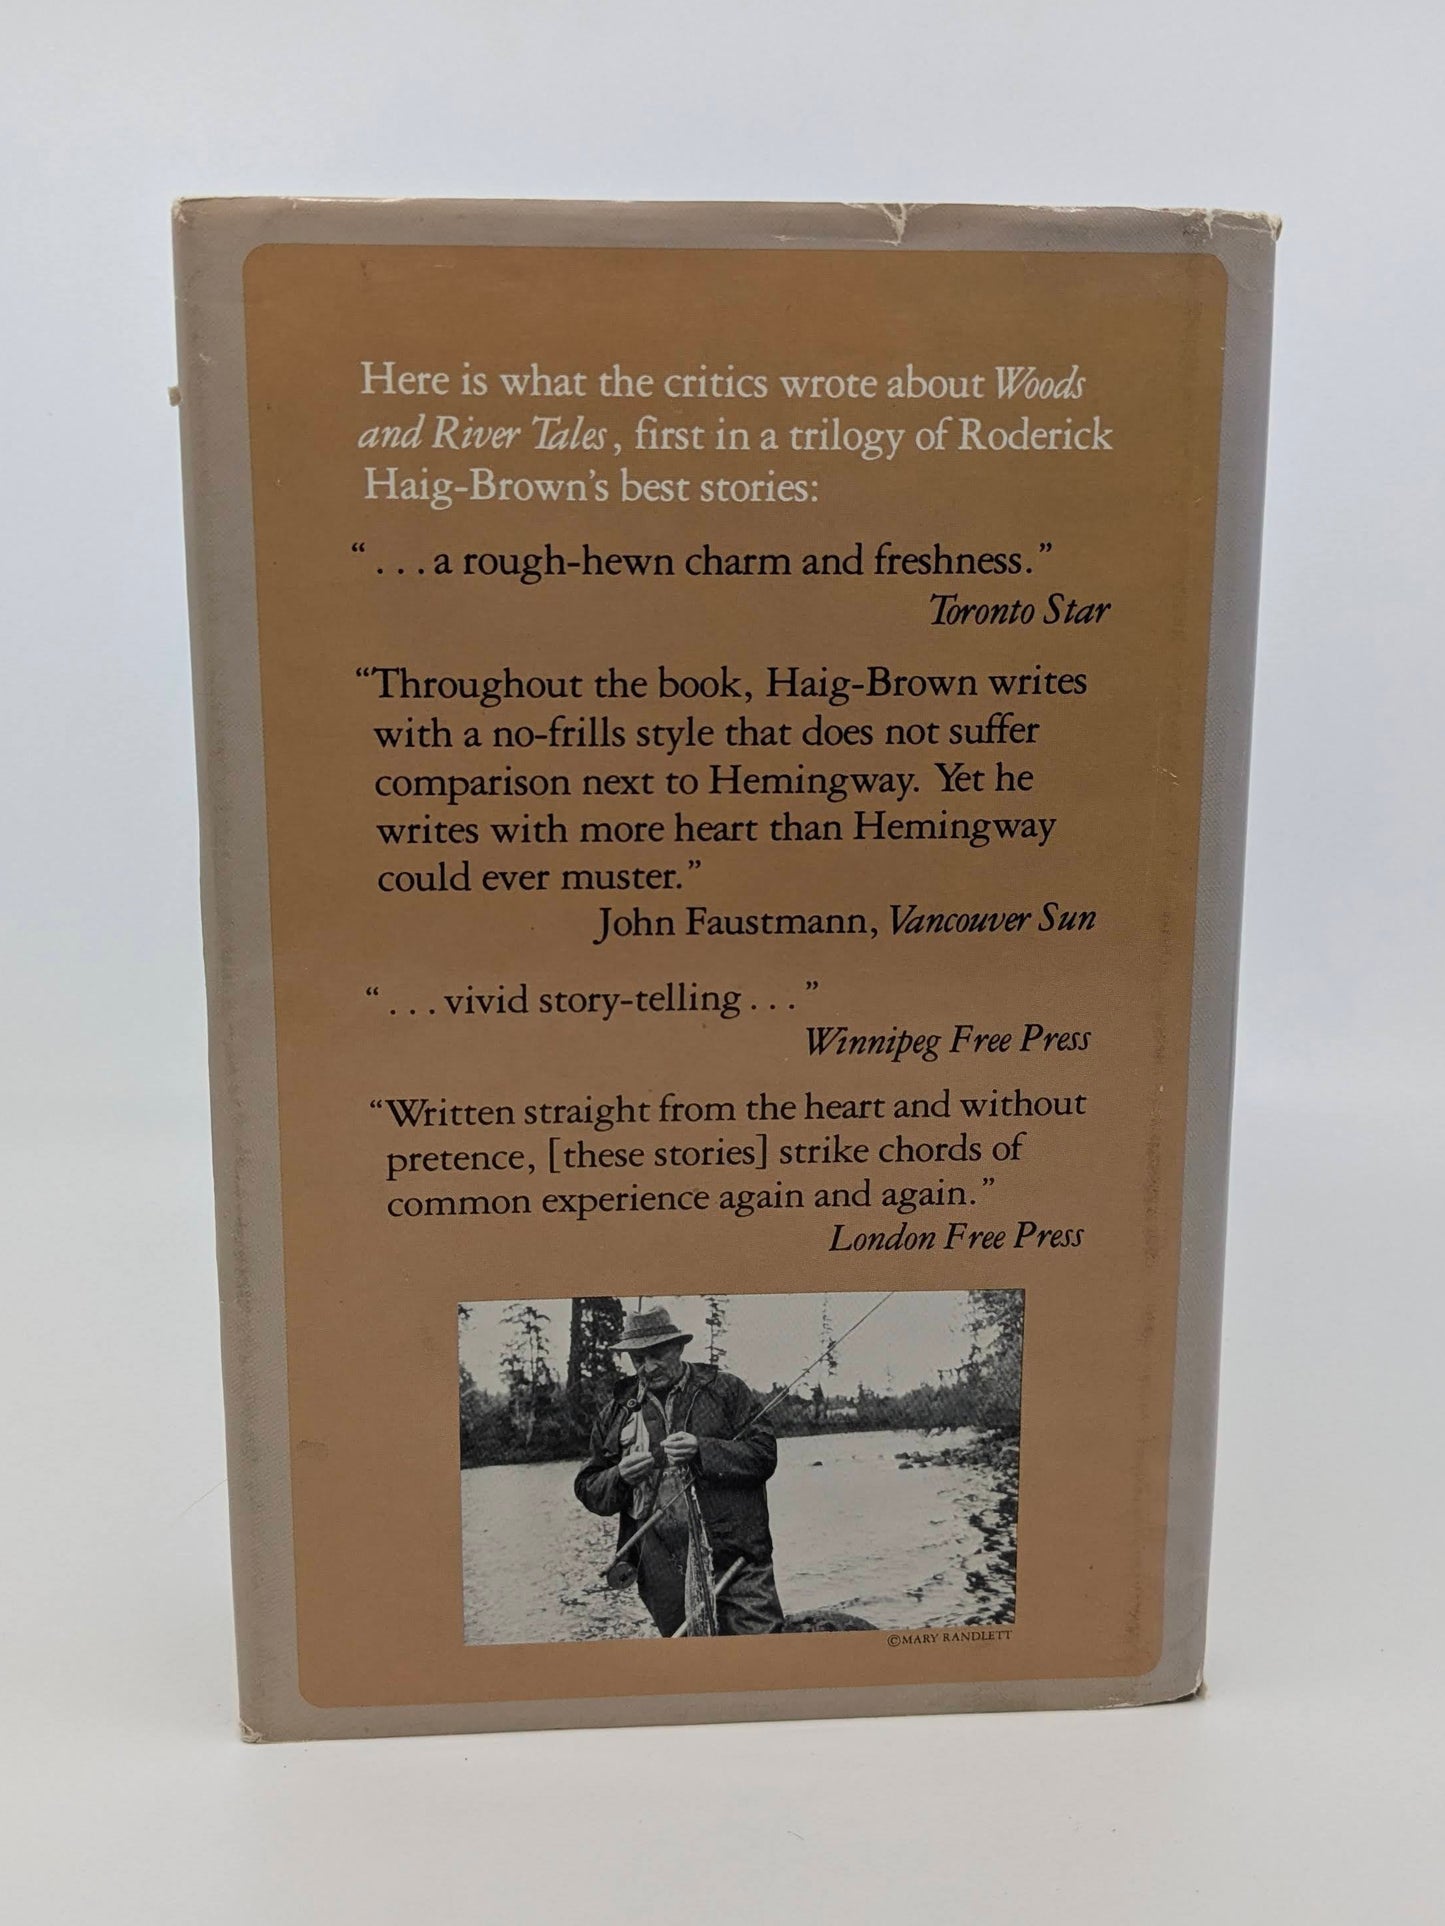 Here is what the critics wrote about Woods
and River Tales, first in a trilogy of Roderick
Haig-Brown’s best stories:
“ . . . a rough-hewn charm and freshness.”
Toronto Star
“Throughout the book, Haig-Brown writes
with a no-frills style that does not suffer
comparison next to Hemingway. Yet he
writes with more heart than Hemingway
could ever muster.”
John Faustmann, Vancouver Sun
“ . . . vivid story-telling . . . ”
Winnipeg Free Press
“Written straight from the heart and without
pretence, [these stories] strike chords of
common experience again and again.”
London Free Press
©MARY RANDLETT